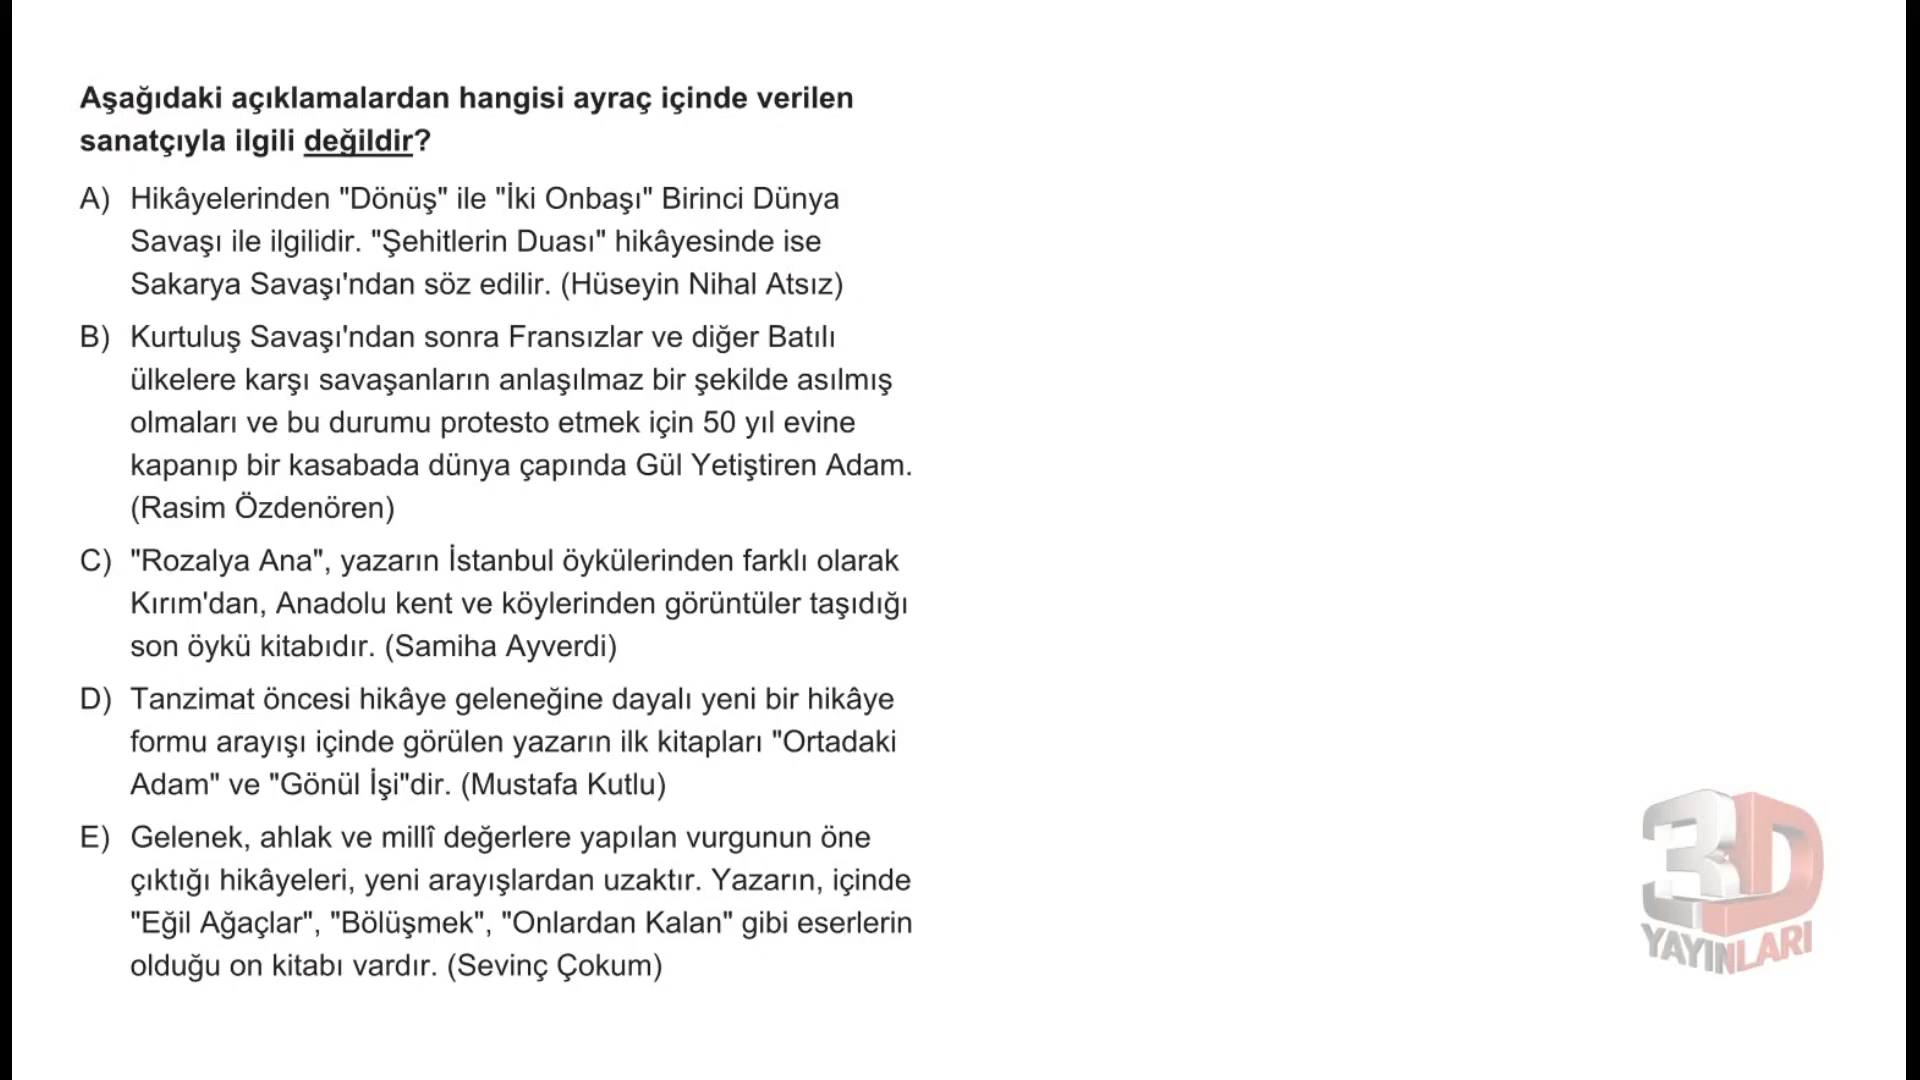 Aşağıdaki açıklamalardan hangisi ayraç içinde verilen
sanatçıyla ilgili değildir?
A) Hikâyelerinden "Dönüş" ile "İki Onbaşı" Birinci Dünya
Savaşı ile ilgilidir. "Şehitlerin Duası" hikâyesinde ise
Sakarya Savaşı'ndan söz edilir. (Hüseyin Nihal Atsız)
B) Kurtuluş Savaşı'ndan sonra Fransızlar ve diğer Batılı
ülkelere karşı savaşanların anlaşılmaz bir şekilde asılmış
olmaları ve bu durumu protesto etmek için 50 yıl evine
kapanıp bir kasabada dünya çapında Gül Yetiştiren Adam.
(Rasim Özdenören)
C) "Rozalya Ana", yazarın İstanbul öykülerinden farklı olarak
Kırım'dan, Anadolu kent ve köylerinden görüntüler taşıdığı
son öykü kitabıdır. (Samiha Ayverdi)
D) Tanzimat öncesi hikâye geleneğine dayalı yeni bir hikâye
formu arayışı içinde görülen yazarın ilk kitapları "Ortadaki
Adam" ve "Gönül İşi"dir. (Mustafa Kutlu)
E) Gelenek, ahlak ve millî değerlere yapılan vurgunun öne
çıktığı hikâyeleri, yeni arayışlardan uzaktır. Yazarın, içinde
"Eğil Ağaçlar", "Bölüşmek", "Onlardan Kalan" gibi eserlerin
olduğu on kitabı vardır. (Sevinç Çokum)
3D
YAYINLARI